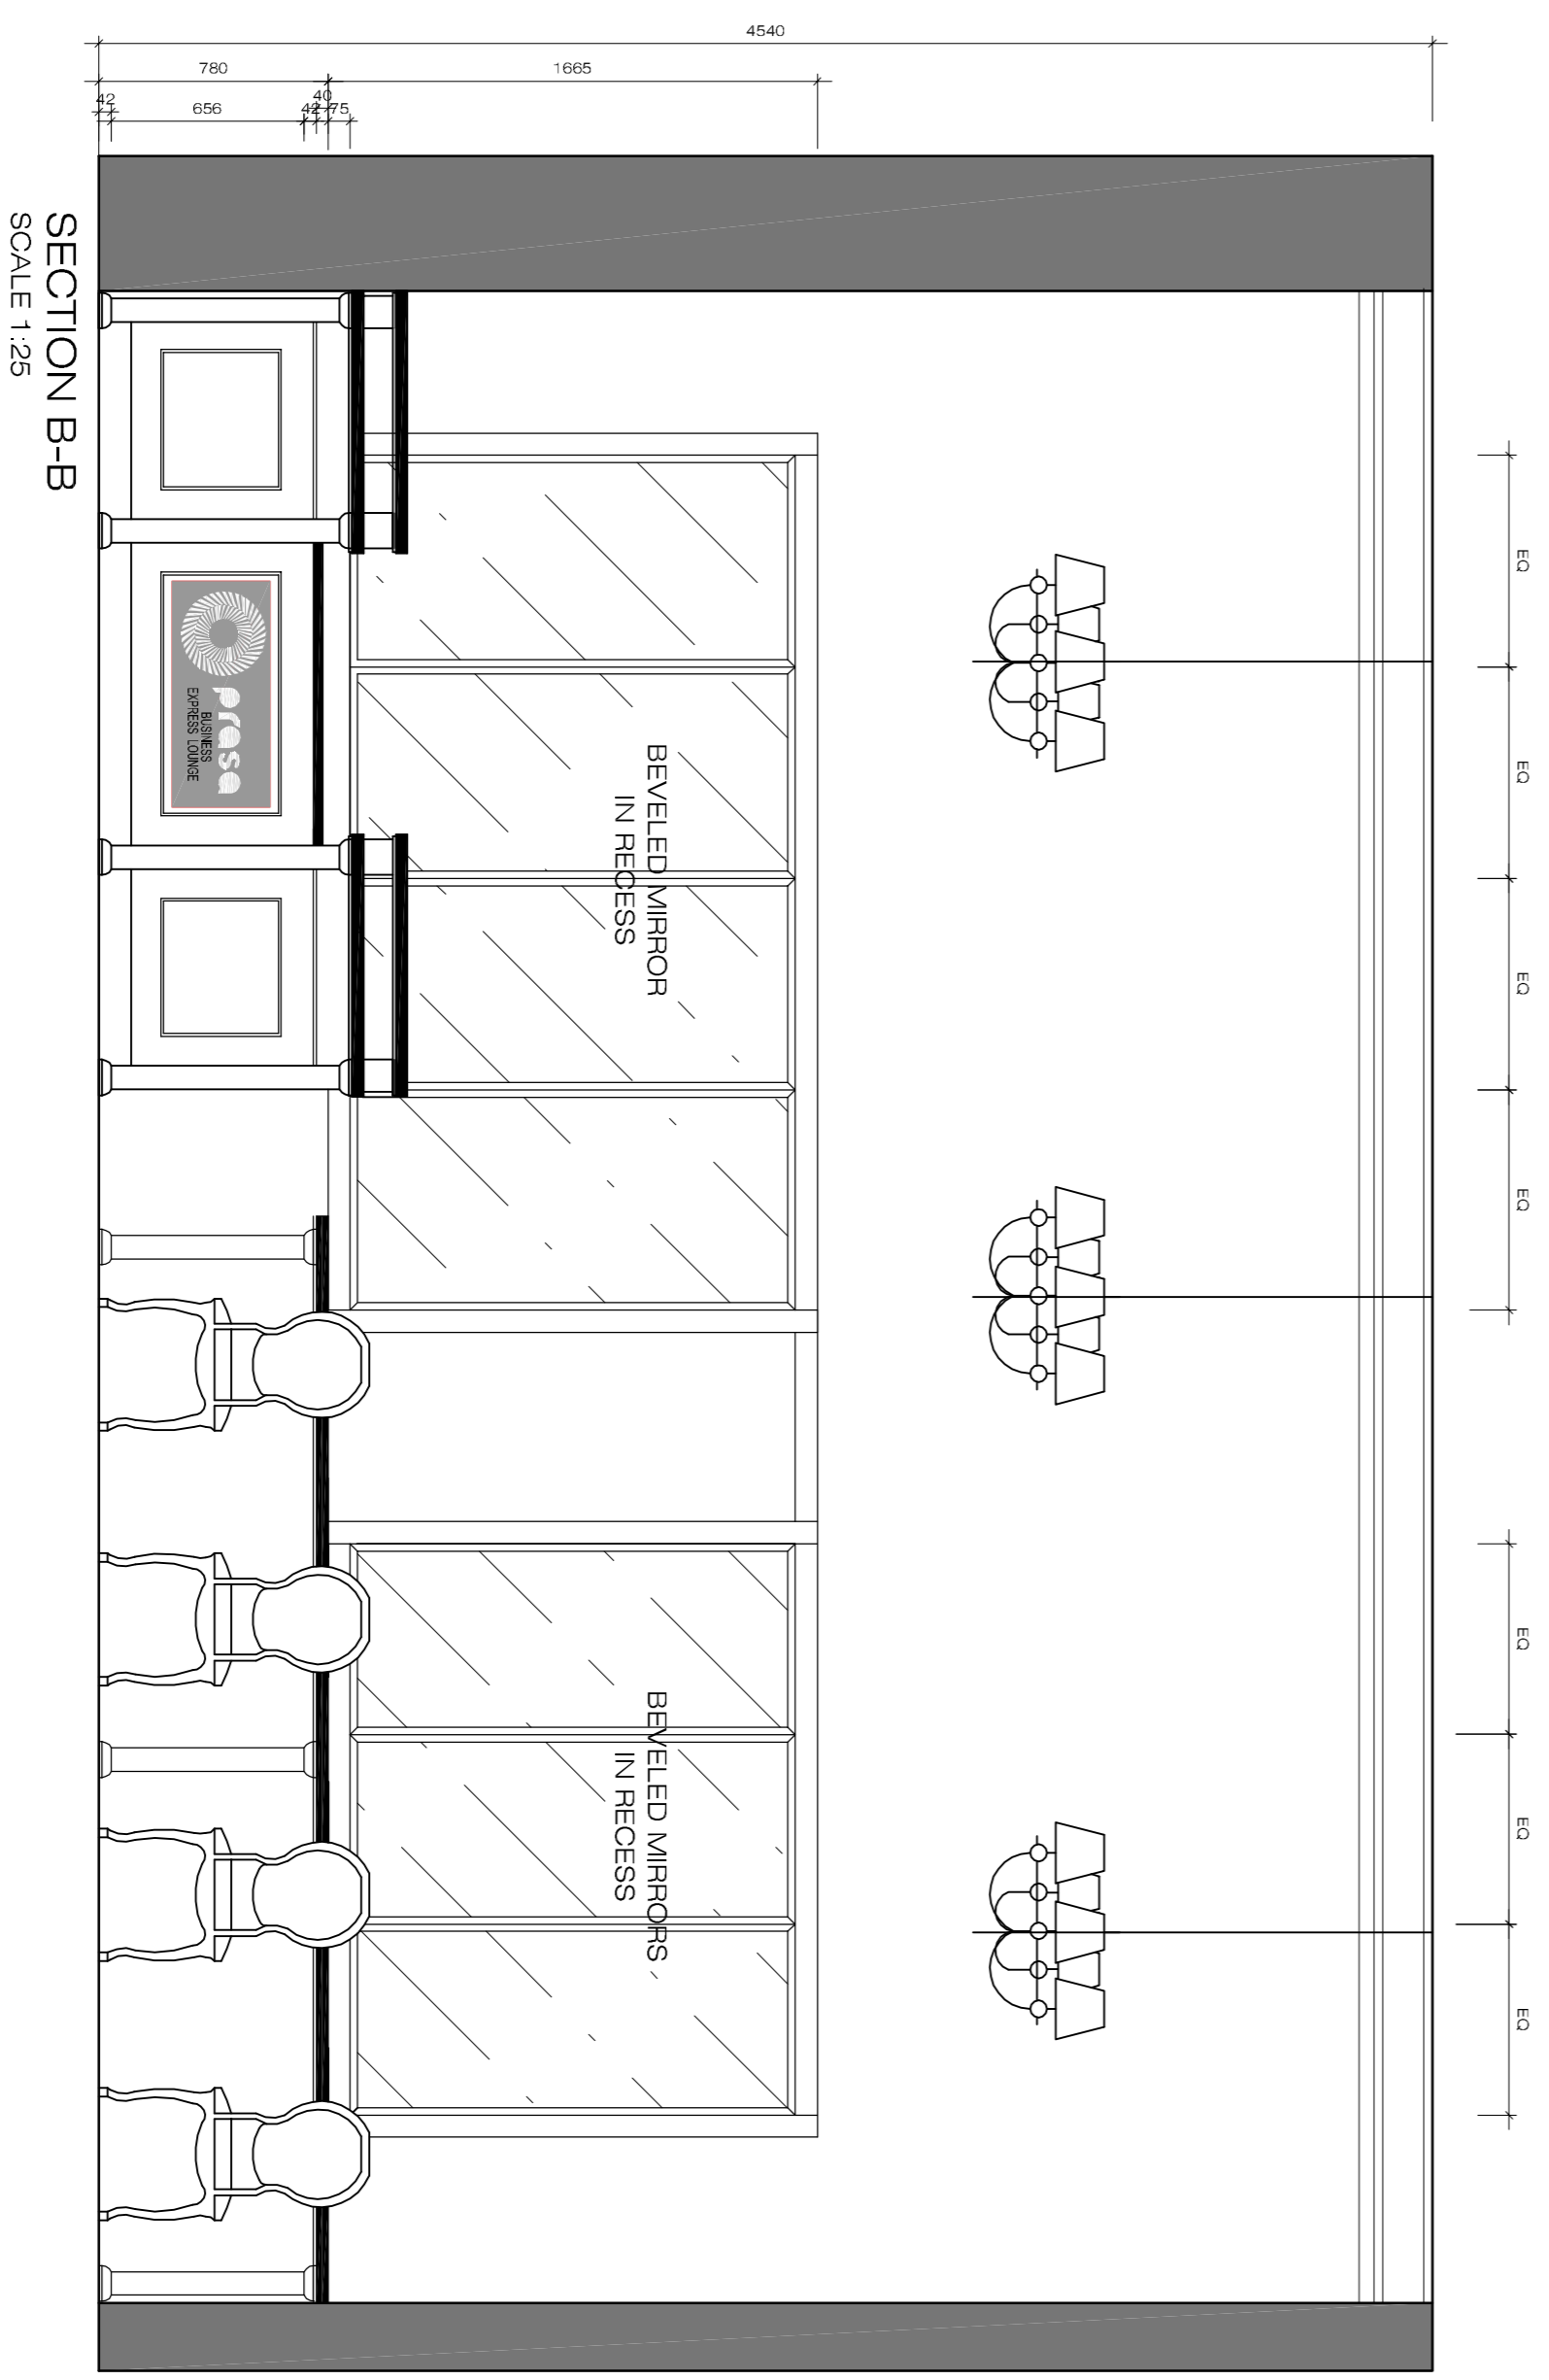 4540
780
1665
42
656
42
40
75
EQ
EQ
EQ
EQ
EQ
EQ
EQ
BEVELED MIRROR
IN RECESS
BEVELED MIRRORS
IN RECESS
prasa
BUSINESS
EXPRESS LOUNGE
SECTION B-B
SCALE 1:25